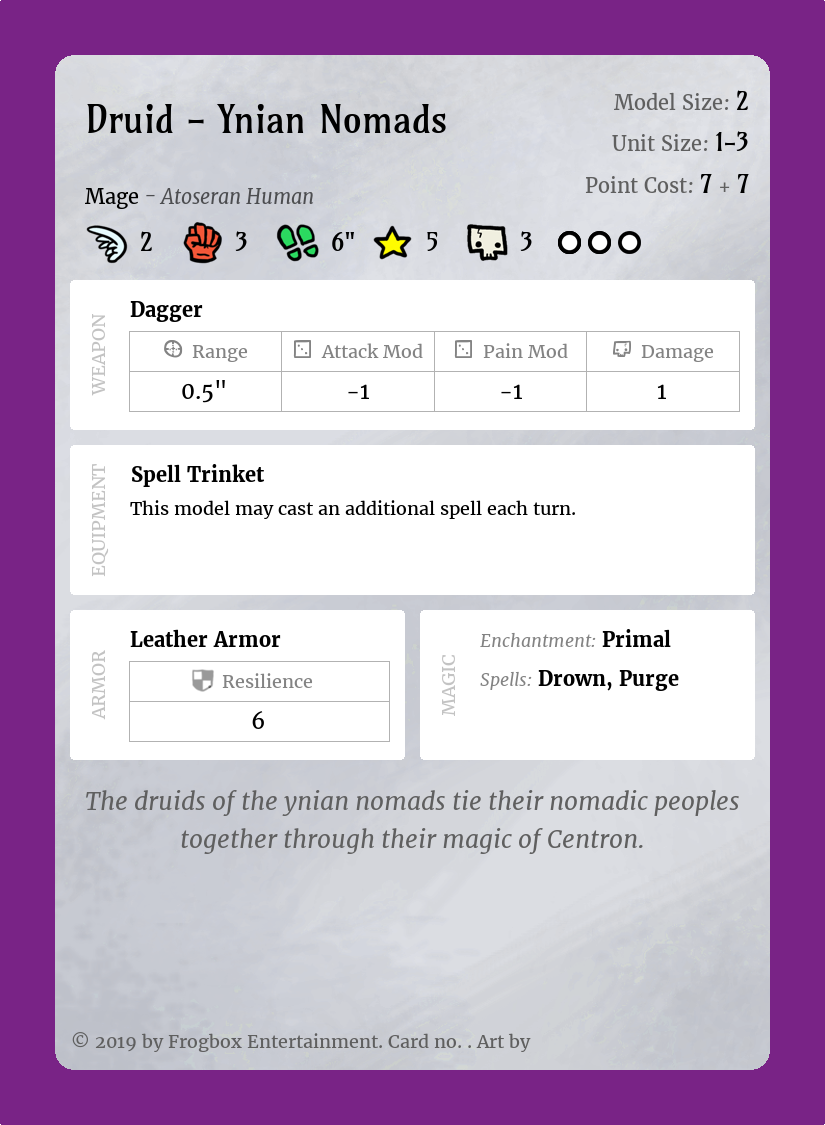 Druid – Ynian Nomads
Model Size: 2
Unit Size: 1–3
Point Cost: 7 + 7
Mage – Atoseran Human
2 3 6" 5 3
WEAPON
Dagger
Range Attack Mod Pain Mod Damage
0.5" -1 -1 1
EQUIPMENT
Spell Trinket
This model may cast an additional spell each turn.
ARMOR
Leather Armor
Resilience
6
MAGIC
Enchantment: Primal
Spells: Drown, Purge
The druids of the ynian nomads tie their nomadic peoples
together through their magic of Centron.
© 2019 by Frogbox Entertainment. Card no. . Art by